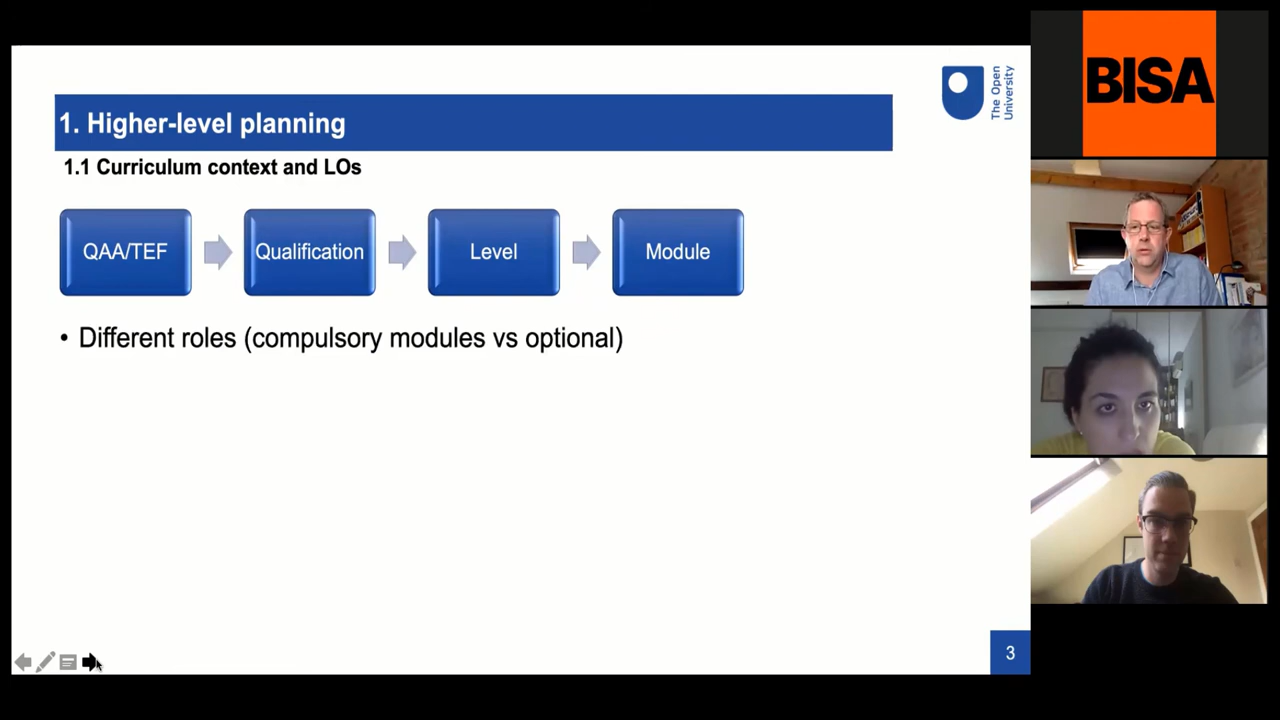 1. Higher-level planning
1.1 Curriculum context and LOs
QAA/TEF
Qualification
Level
Module
• Different roles (compulsory modules vs optional)
3
The Open
University
BISA